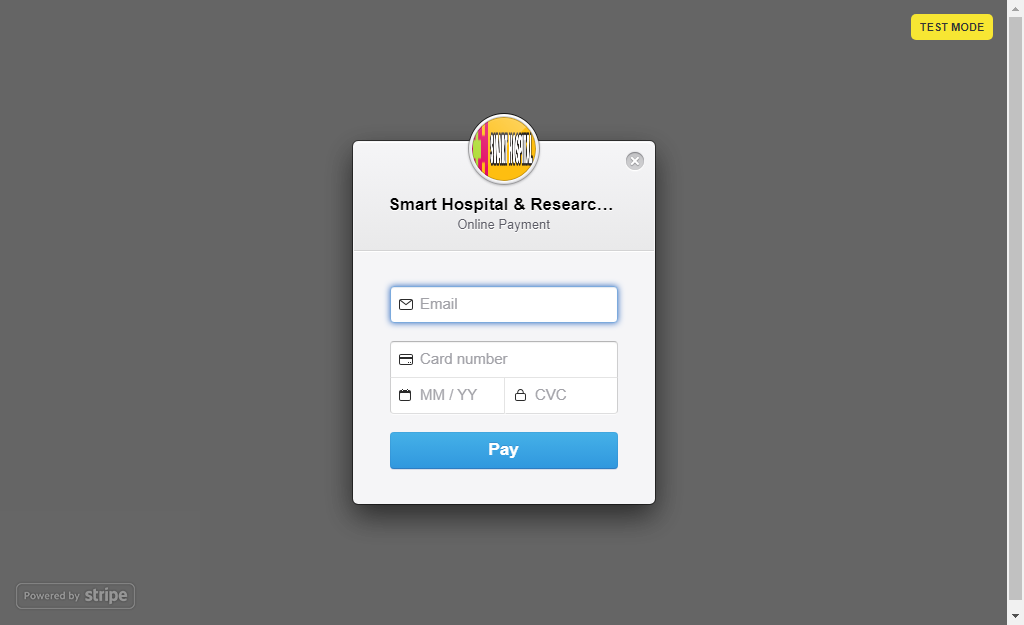 TEST MODE
SMART HOSPITAL
Smart Hospital & Researc...
Online Payment
Email
Card number
MM / YY
CVC
Pay
Powered by stripe